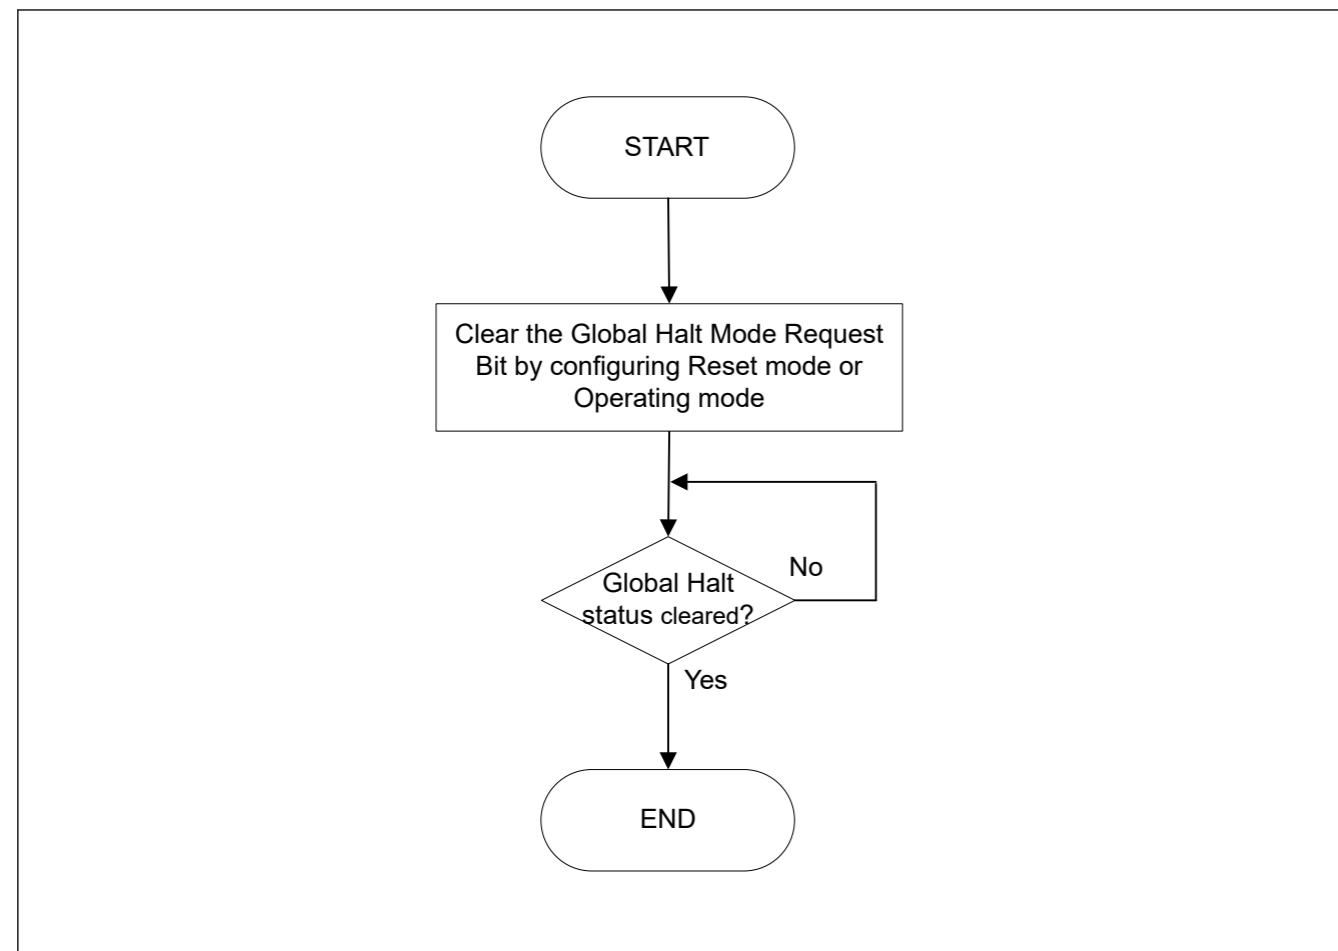 START
Clear the Global Halt Mode Request
Bit by configuring Reset mode or
Operating mode
No
Global Halt
status cleared?
Yes
END